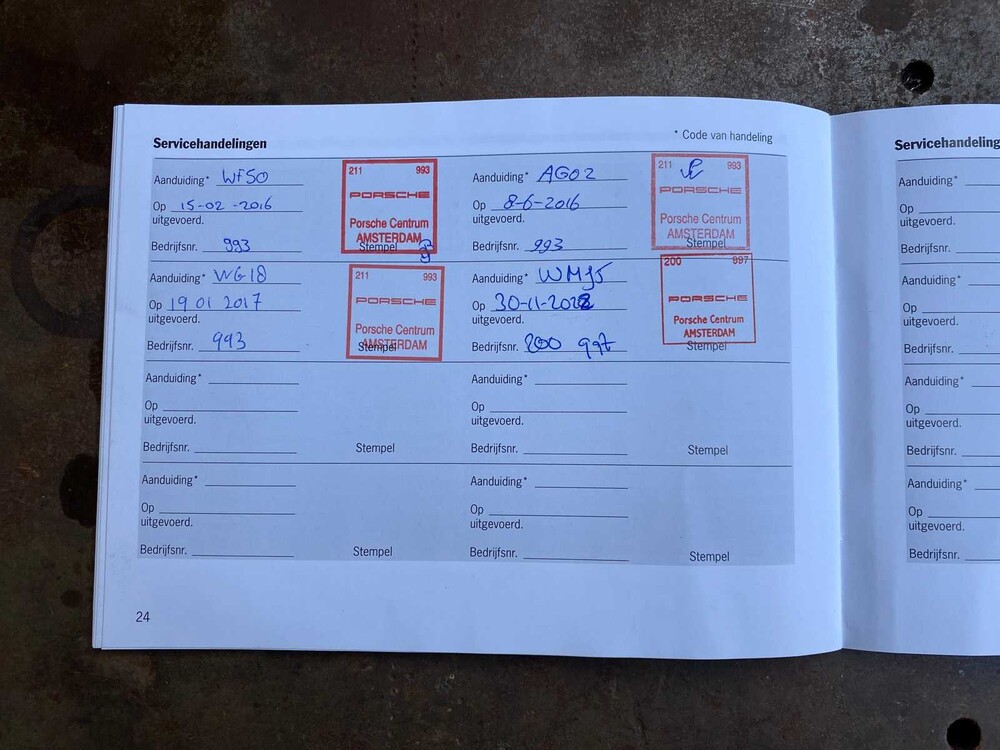 Servicehandelingen
* Code van handeling
Aanduiding* WF50
Op 15-02-2016
uitgevoerd.
Bedrijfsnr. 993
211 993
PORSCHE
Porsche Centrum
AMSTERDAM
Stempel
Aanduiding* AG02
Op 8-6-2016
uitgevoerd.
Bedrijfsnr. 993
211 993
PORSCHE
Porsche Centrum
AMSTERDAM
Stempel
Aanduiding* WG18
Op 19 01 2017
uitgevoerd.
Bedrijfsnr. 993
211 993
PORSCHE
Porsche Centrum
AMSTERDAM
Stempel
Aanduiding*
Op 30-11-2022
uitgevoerd.
Bedrijfsnr. 200 997
200 997
PORSCHE
Porsche Centrum
AMSTERDAM
Stempel
Aanduiding*
Op
uitgevoerd.
Bedrijfsnr.
Stempel
Aanduiding*
Op
uitgevoerd.
Bedrijfsnr.
Stempel
Aanduiding*
Op
uitgevoerd.
Bedrijfsnr.
Stempel
Aanduiding*
Op
uitgevoerd.
Bedrijfsnr.
Stempel
24
Servicehandeling
Aanduiding*
Op
uitgevoerd.
Bedrijfsnr.
Aanduiding*
Op
uitgevoerd.
Bedrijfsnr.
Aanduiding*
Op
uitgevoerd.
Bedrijfsnr.
Aanduiding*
Op
uitgevoerd.
Bedrijfsnr.